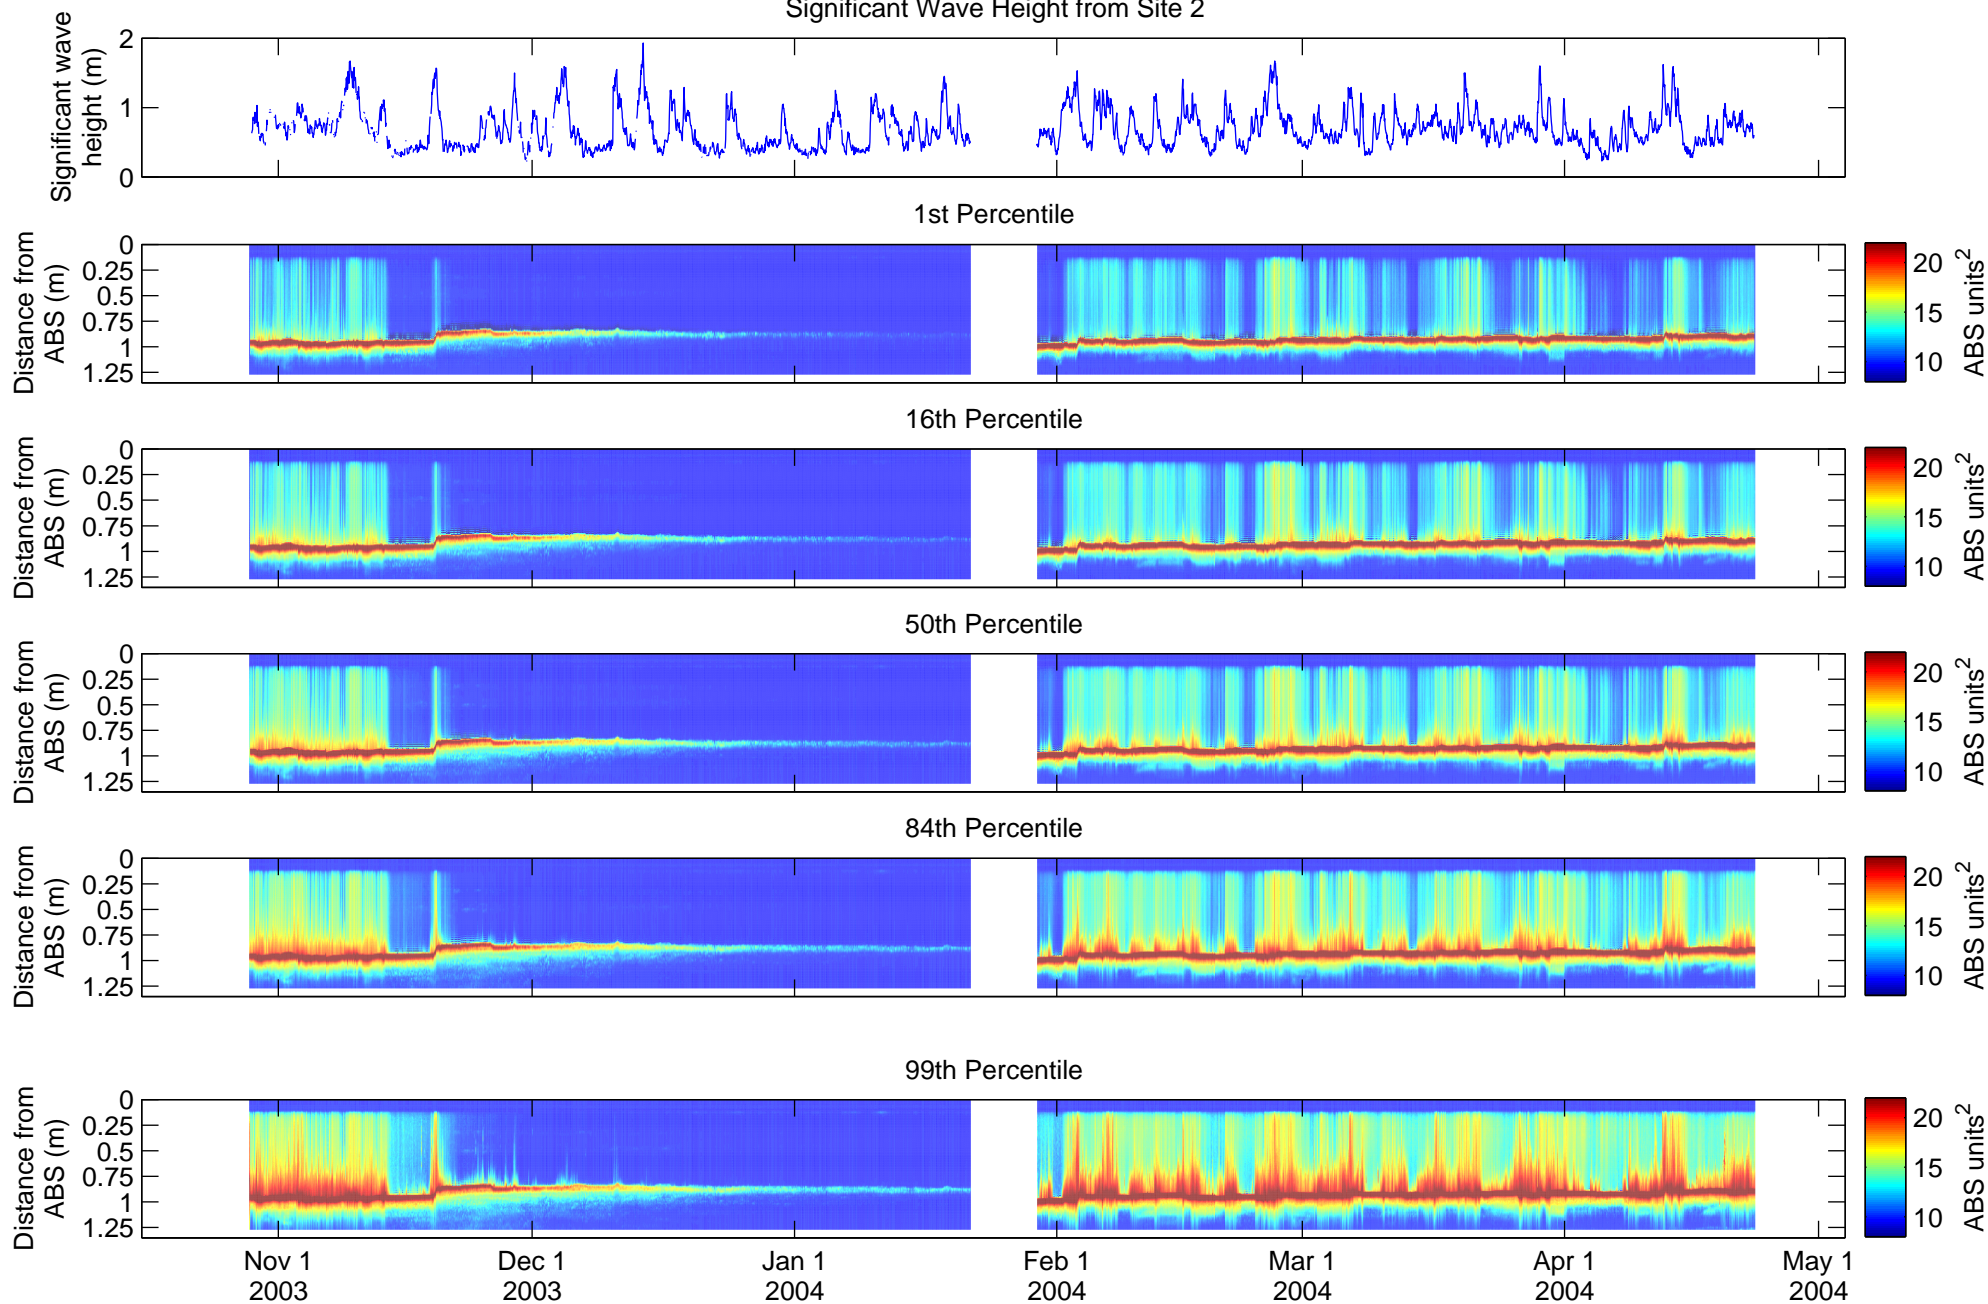 Significant Wave Height from Site 2
Significant wave
height (m)
2
1
0
1st Percentile
Distance from
ABS (m)
0
0.25
0.5
0.75
1
1.25
20
15
10
ABS units²
16th Percentile
Distance from
ABS (m)
0
0.25
0.5
0.75
1
1.25
20
15
10
ABS units²
50th Percentile
Distance from
ABS (m)
0
0.25
0.5
0.75
1
1.25
20
15
10
ABS units²
84th Percentile
Distance from
ABS (m)
0
0.25
0.5
0.75
1
1.25
20
15
10
ABS units²
99th Percentile
Distance from
ABS (m)
0
0.25
0.5
0.75
1
1.25
20
15
10
ABS units²
Nov 1
2003
Dec 1
2003
Jan 1
2004
Feb 1
2004
Mar 1
2004
Apr 1
2004
May 1
2004